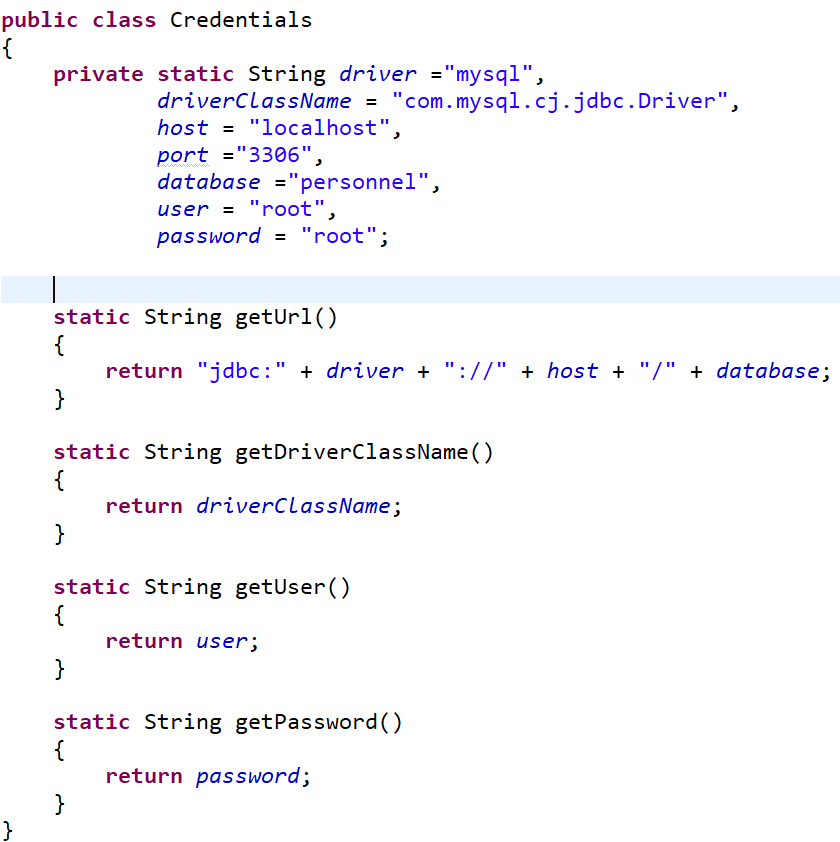 public class Credentials
{
    private static String driver ="mysql",
            driverClassName = "com.mysql.cj.jdbc.Driver",
            host = "localhost",
            port ="3306",
            database ="personnel",
            user = "root",
            password = "root";
    static String getUrl()
    {
        return "jdbc:" + driver + "://" + host + "/" + database;
    }
    static String getDriverClassName()
    {
        return driverClassName;
    }
    static String getUser()
    {
        return user;
    }
    static String getPassword()
    {
        return password;
    }
}